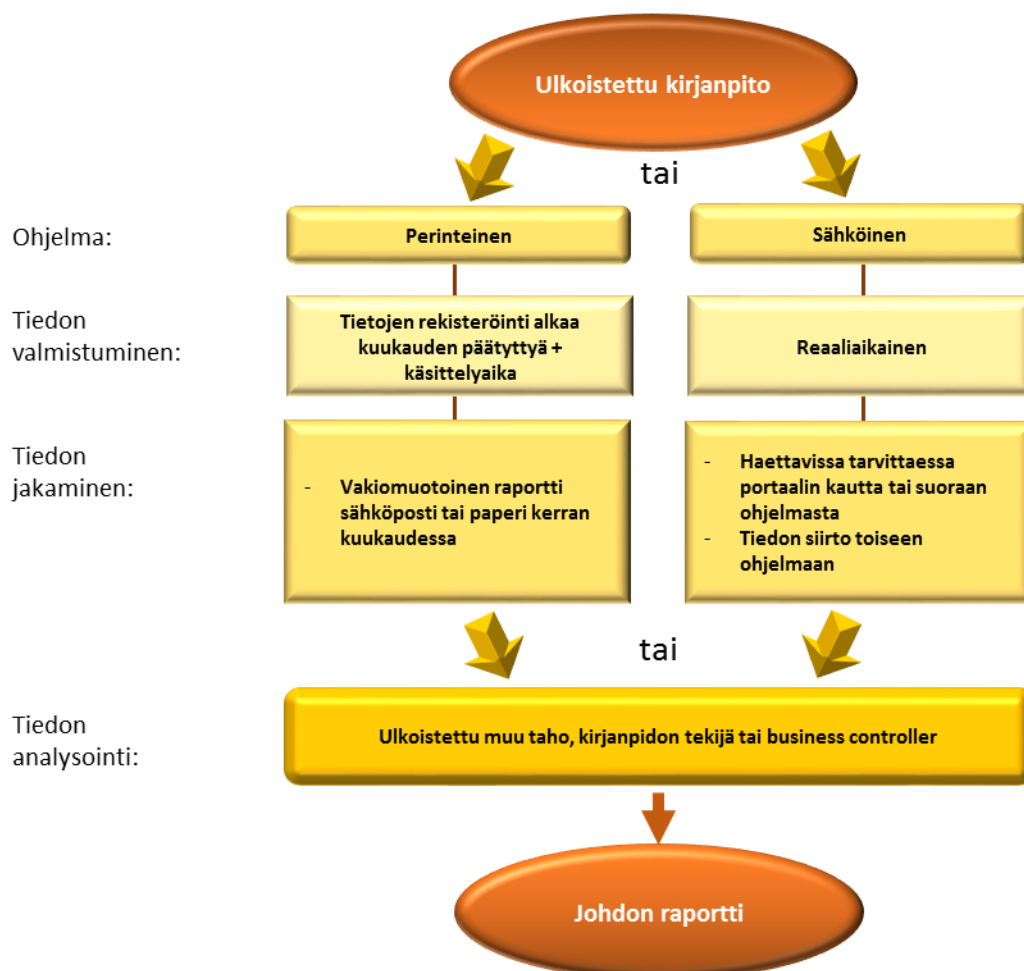 Ulkoistettu kirjanpito
tai
Ohjelma:
Perinteinen
Sähköinen
Tiedon
valmistuminen:
Tietojen rekisteröinti alkaa
kuukauden päätyttyä +
käsittelyaika
Reaaliaikainen
Tiedon
jakaminen:
- Vakiomuotoinen raportti
sähköposti tai paperi kerran
kuukaudessa
- Haettavissa tarvittaessa
portaalin kautta tai suoraan
ohjelmasta
- Tiedon siirto toiseen
ohjelmaan
tai
Tiedon
analysointi:
Ulkoistettu muu taho, kirjanpidon tekijä tai business controller
Johdon raportti